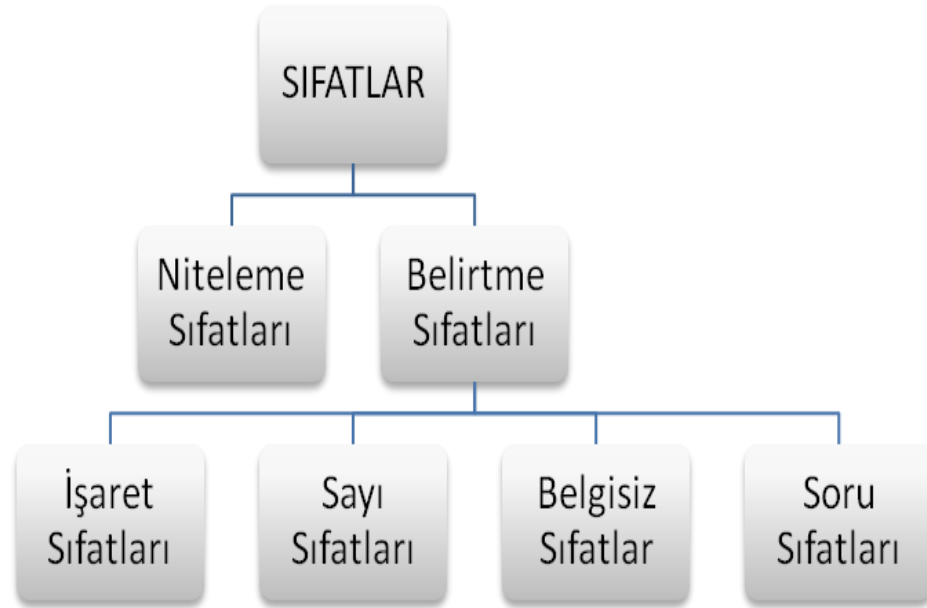 SIFATLAR
Niteleme
Sıfatları
Belirtme
Sıfatları
İşaret
Sıfatları
Sayı
Sıfatları
Belgisiz
Sıfatlar
Soru
Sıfatları